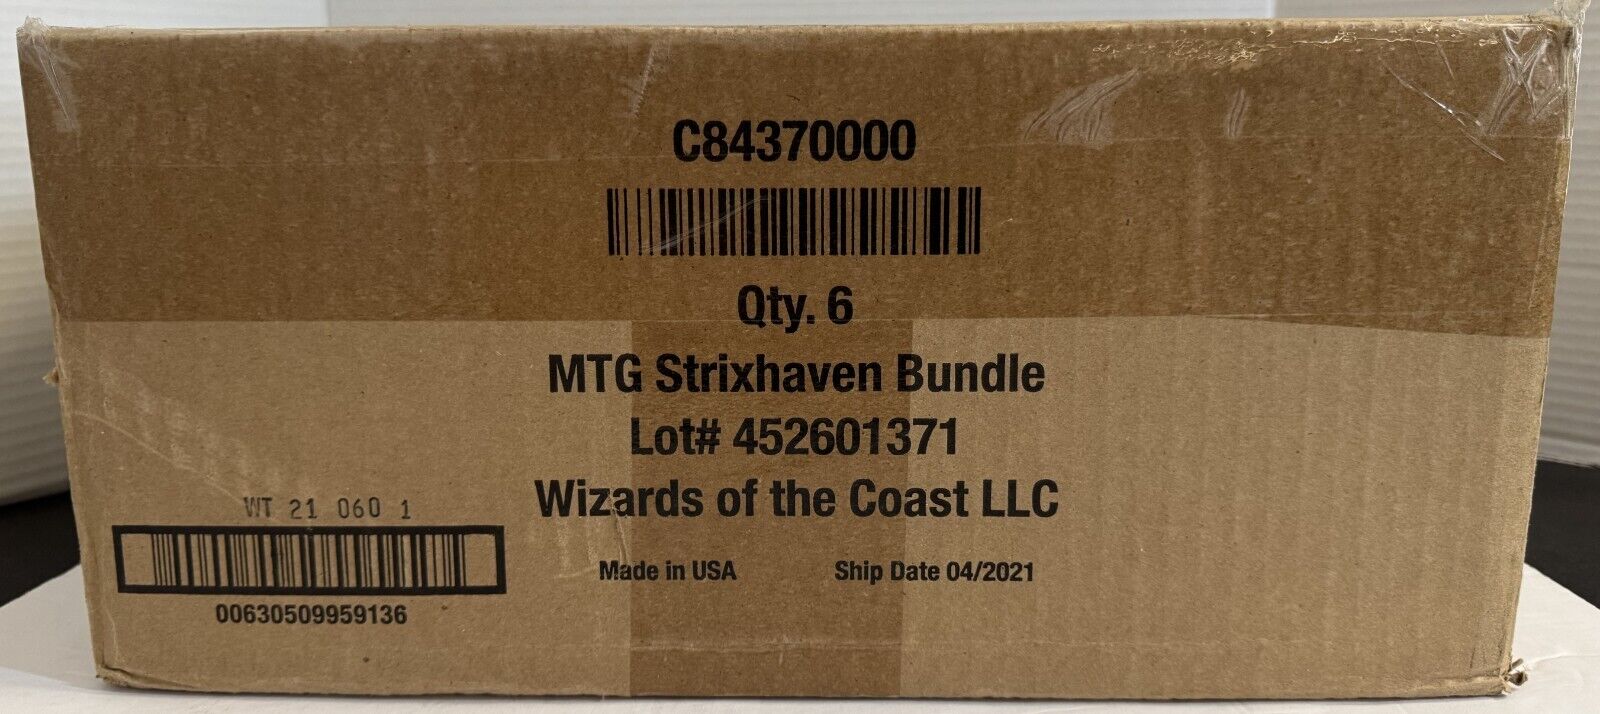 C84370000
Qty. 6
MTG Strixhaven Bundle
Lot# 452601371
Wizards of the Coast LLC
WT 21 060 1
Made in USA Ship Date 04/2021
00630509959136